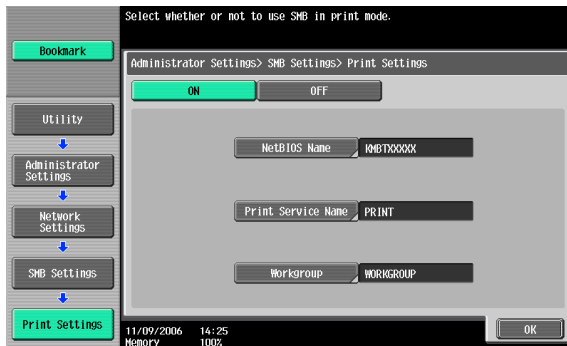 Select whether or not to use SMB in print mode.
Bookmark
Administrator Settings> SMB Settings> Print Settings
ON
OFF
Utility
Administrator
Settings
Network
Settings
SMB Settings
Print Settings
NetBIOS Name
KMBTXXXXX
Print Service Name
PRINT
Workgroup
WORKGROUP
11/09/2006 14:25
Memory 100%
OK